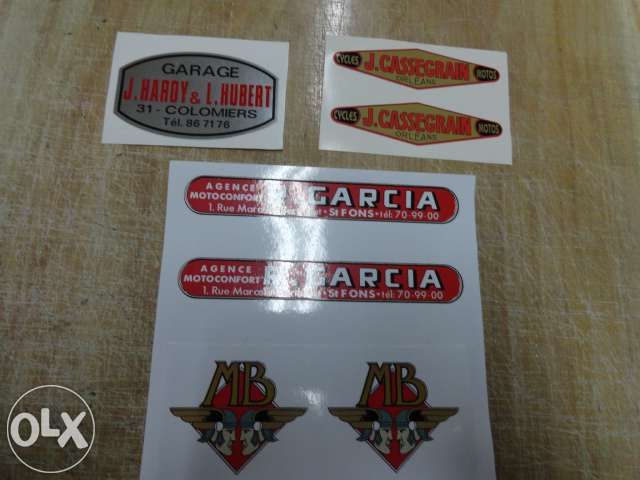 GARAGE
J. HARDY & L. HUBERT
31 - COLOMIERS
Tél. 86 71 76
CYCLES J. CASSEGRAIN MOTOS
ORLÉANS
CYCLES J. CASSEGRAIN MOTOS
ORLÉANS
AGENCE
MOTOCONFORT R. GARCIA
1. Rue St FONS • tél: 70-99-00
AGENCE
MOTOCONFORT R. GARCIA
1. Rue St FONS • tél: 70-99-00
MB MB
OLX